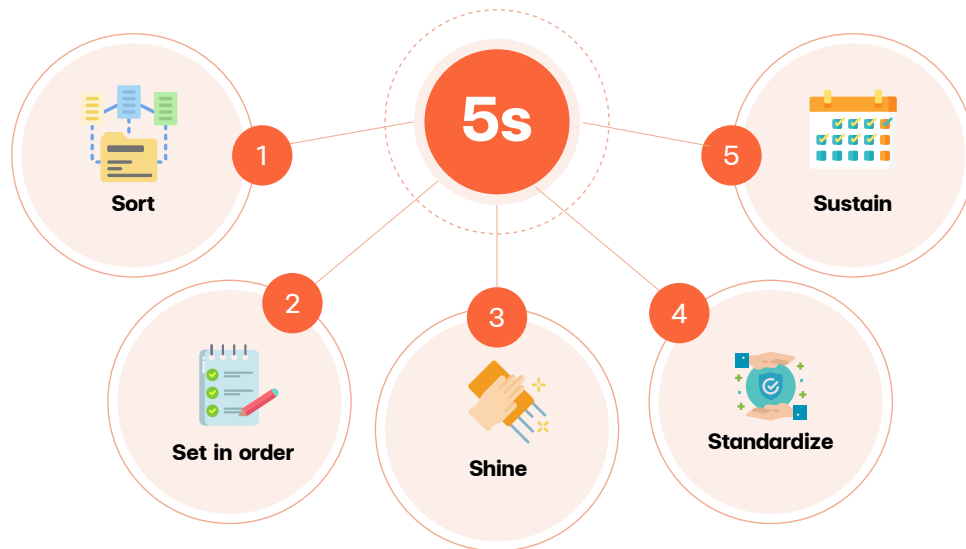 5s
1
Sort
2
Set in order
3
Shine
4
Standardize
5
Sustain